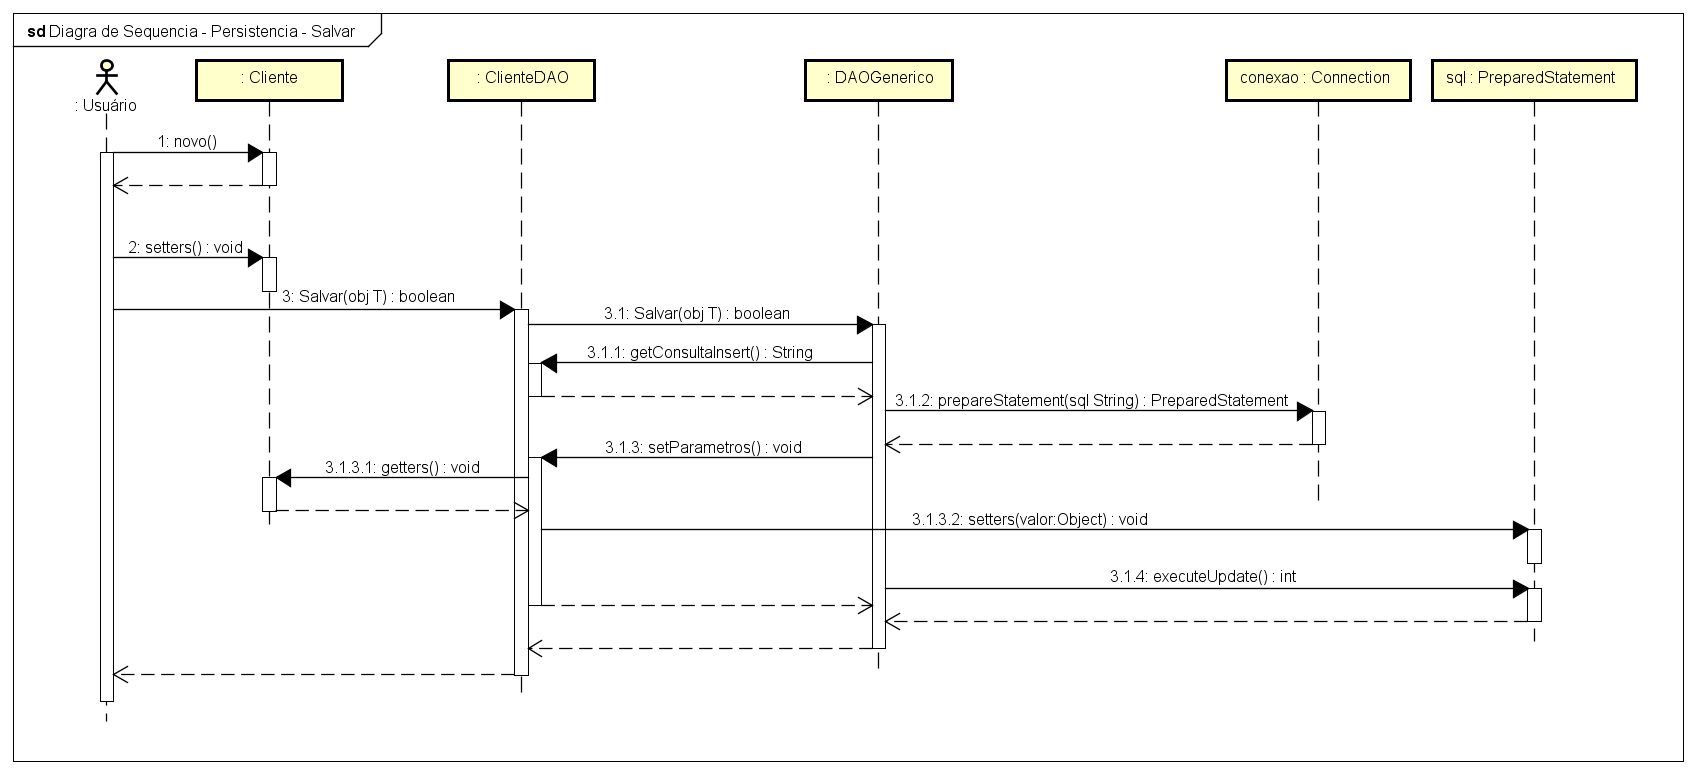 sd Diagra de Sequencia - Persistencia - Salvar
: Usuário
: Cliente
: ClienteDAO
: DAOGenerico
conexao : Connection
sql : PreparedStatement
1: novo()
2: setters() : void
3: Salvar(obj T) : boolean
3.1: Salvar(obj T) : boolean
3.1.1: getConsultaInsert() : String
3.1.2: prepareStatement(sql String) : PreparedStatement
3.1.3: setParametros() : void
3.1.3.1: getters() : void
3.1.3.2: setters(valor:Object) : void
3.1.4: executeUpdate() : int